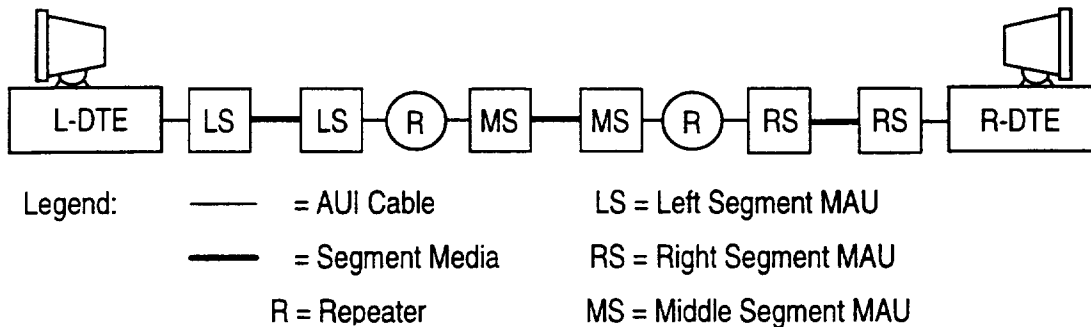 L-DTE LS LS R MS MS R RS RS R-DTE
Legend: = AUI Cable LS = Left Segment MAU
= Segment Media RS = Right Segment MAU
R = Repeater MS = Middle Segment MAU